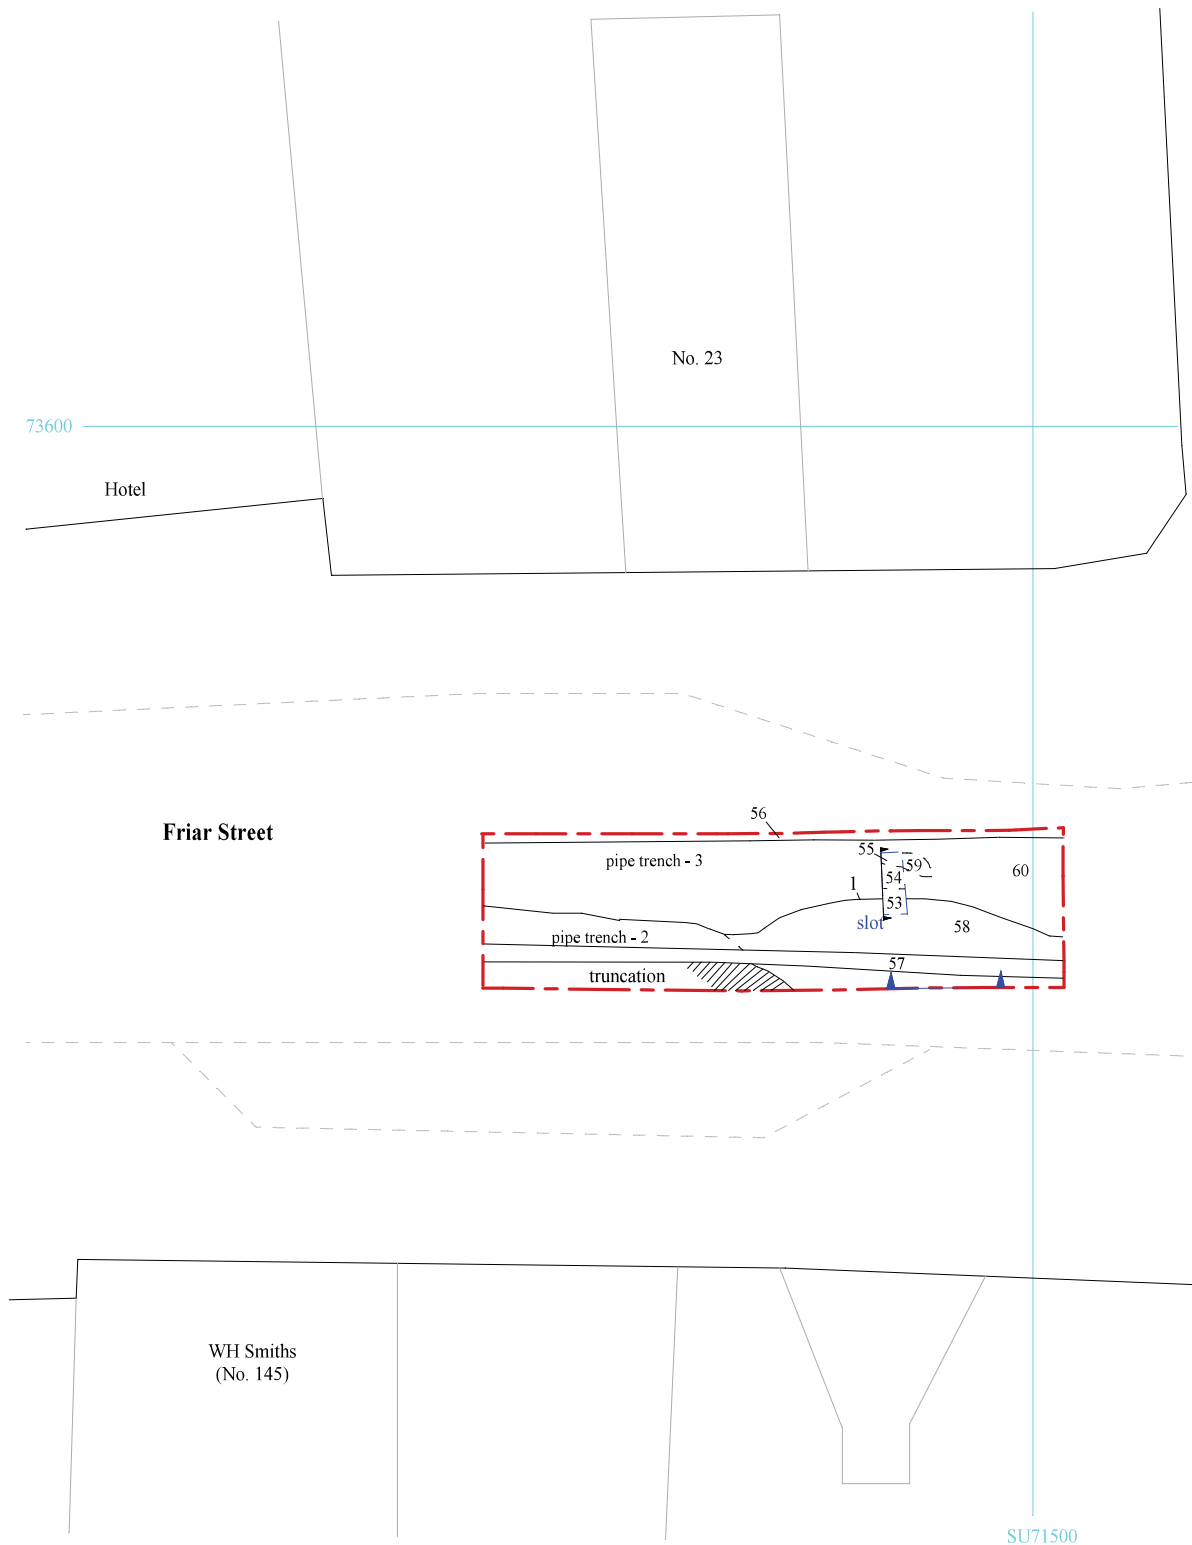 No. 23
73600
Hotel
56
Friar Street
55
pipe trench - 3
59
60
54
1
53
slot
58
pipe trench - 2
57
truncation
WH Smiths
(No. 145)
SU71500